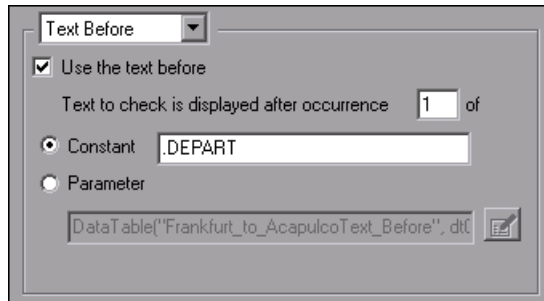 Text Before
Use the text before
Text to check is displayed after occurrence 1 of
Constant .DEPART
Parameter
DataTable("Frankfurt_to_AcapulcoText_Before", dt